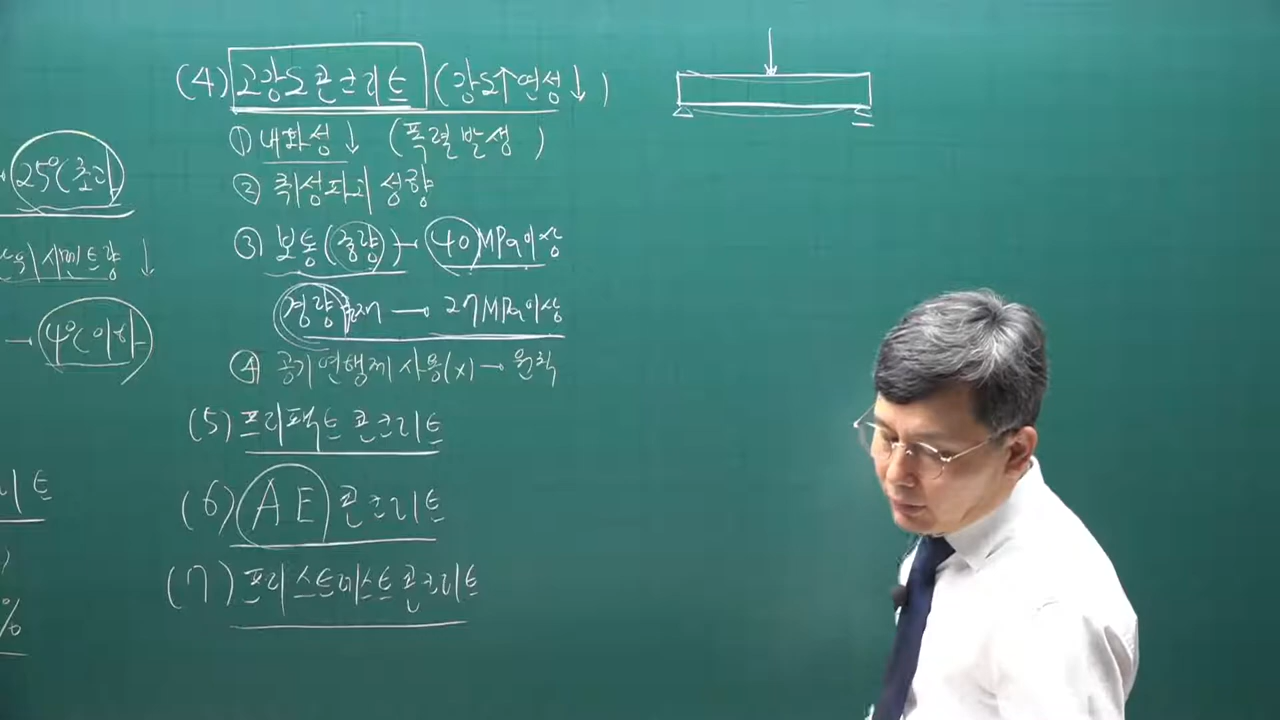 25℃(초과)
시멘트량 ↓
→ 4℃이하
트
%
(4) 고강도콘크리트 (강도↑연성↓)
① 내화성↓ (폭렬발생)
② 취성파괴 성향
③ 보통(중량) → 40MPa이상
경량골재 → 27MPa이상
④ 공기연행제 사용(x) → 원칙
(5) 프리팩트 콘크리트
(6) AE 콘크리트
(7) 프리스트레스트콘크리트